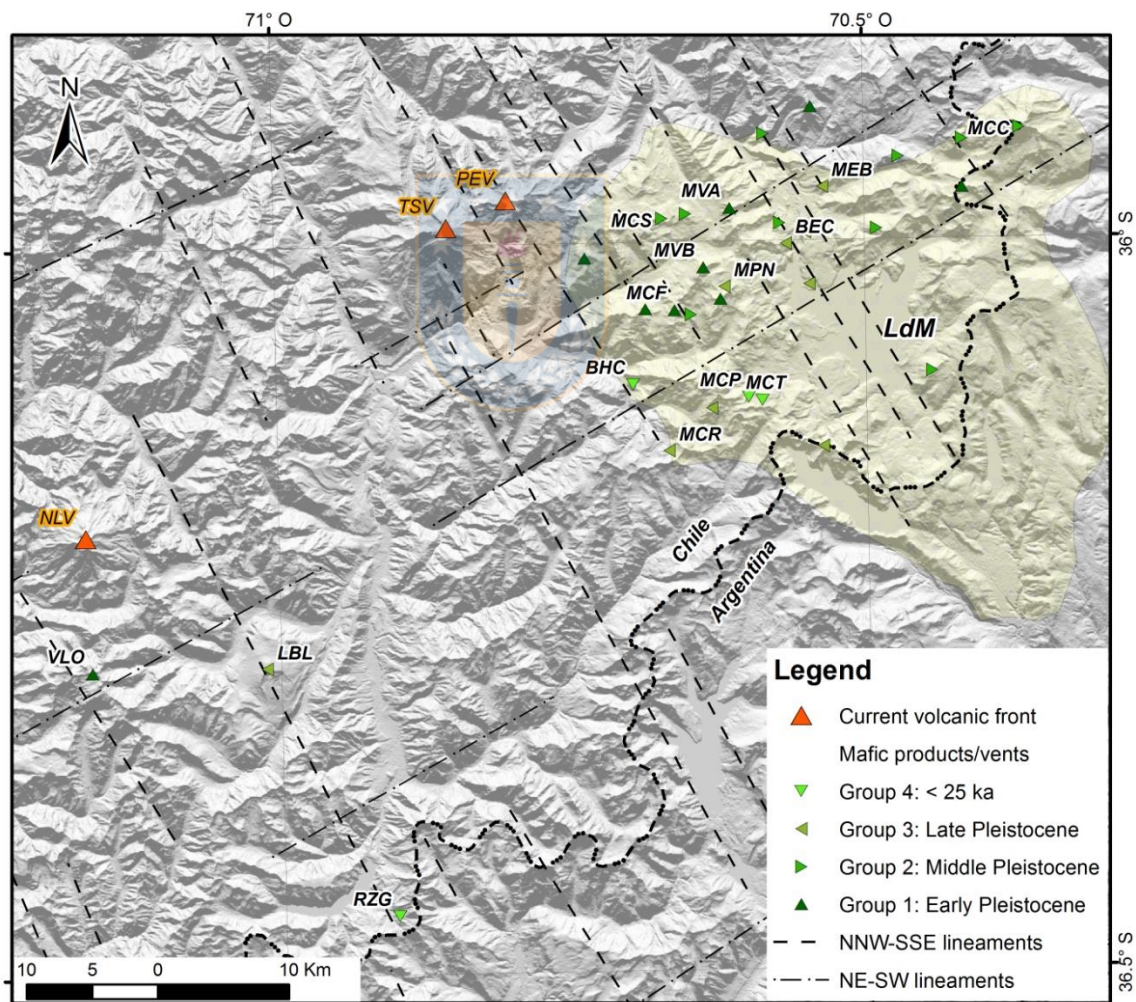 71° O
70.5° O
N
MCC
PEV
MEB
TSV
MVA
MCS
BEC
36°
MVB
MPN
MCF
LdM
BHC
MCP
MCT
MCR
NLV
Chile
Argentina
VLO
LBL
Legend
Current volcanic front
Mafic products/vents
Group 4: < 25 ka
Group 3: Late Pleistocene
Group 2: Middle Pleistocene
RZG
Group 1: Early Pleistocene
NNW-SSE lineaments
36.5° S
10 5 0 10 Km
NE-SW lineaments